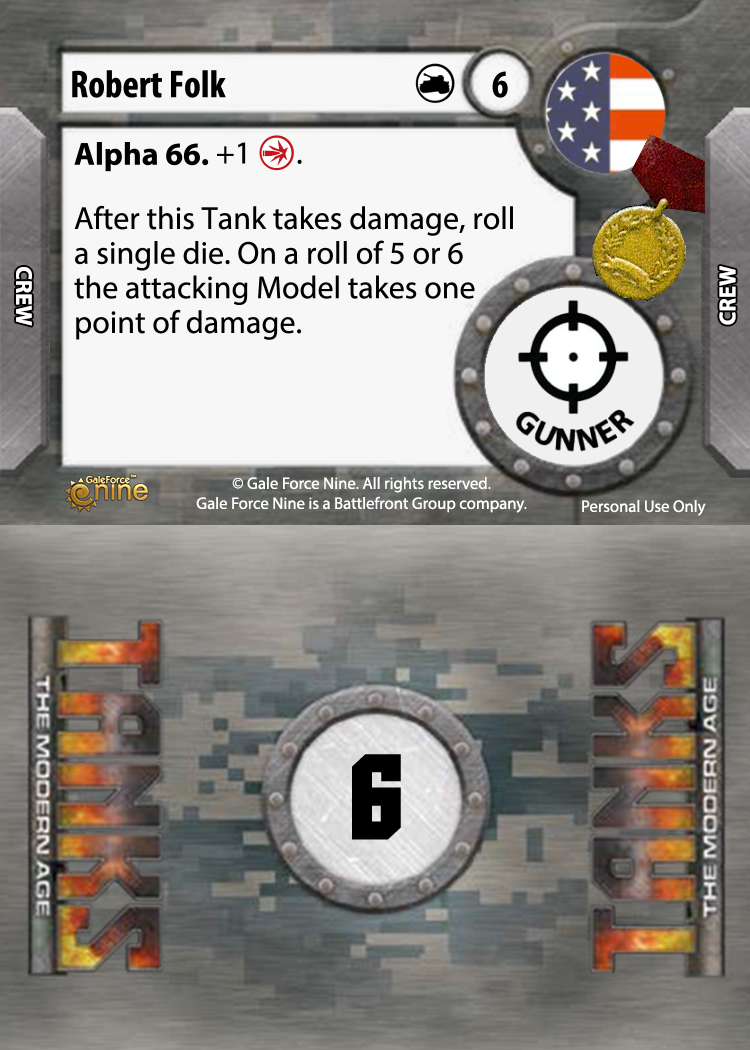 Robert Folk
6
Alpha 66. +1 .
After this Tank takes damage, roll
a single die. On a roll of 5 or 6
the attacking Model takes one
point of damage.
CREW
CREW
GUNNER
GaleForce™
nine
© Gale Force Nine. All rights reserved.
Gale Force Nine is a Battlefront Group company.
Personal Use Only
TANKS
THE MODERN AGE
6
TANKS
THE MODERN AGE